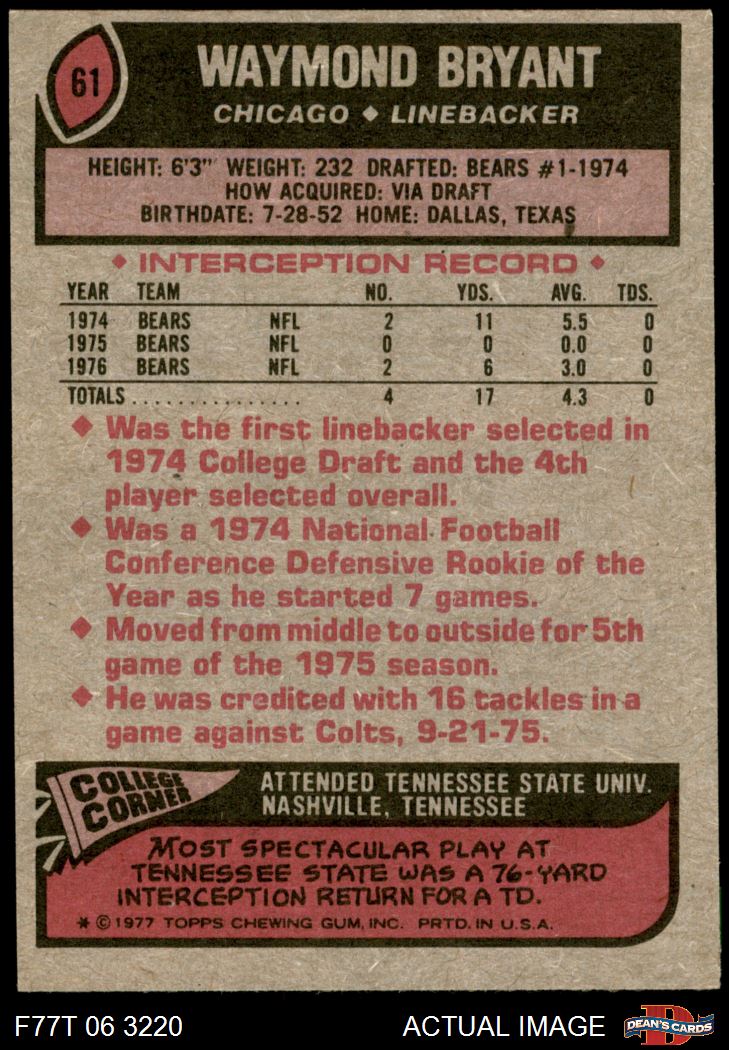 61
WAYMOND BRYANT
CHICAGO ◆ LINEBACKER
HEIGHT: 6'3" WEIGHT: 232 DRAFTED: BEARS #1-1974
HOW ACQUIRED: VIA DRAFT
BIRTHDATE: 7-28-52 HOME: DALLAS, TEXAS
◆ INTERCEPTION RECORD ◆
YEAR TEAM NO. YDS. AVG. TDS.
1974 BEARS NFL 2 11 5.5 0
1975 BEARS NFL 0 0 0.0 0
1976 BEARS NFL 2 6 3.0 0
TOTALS................ 4 17 4.3 0
◆ Was the first linebacker selected in
1974 College Draft and the 4th
player selected overall.
◆ Was a 1974 National Football
Conference Defensive Rookie of the
Year as he started 7 games.
◆ Moved from middle to outside for 5th
game of the 1975 season.
◆ He was credited with 16 tackles in a
game against Colts, 9-21-75.
COLLEGE
CORNER
ATTENDED TENNESSEE STATE UNIV.
NASHVILLE, TENNESSEE
MOST SPECTACULAR PLAY AT
TENNESSEE STATE WAS A 76-YARD
INTERCEPTION RETURN FOR A TD.
* © 1977 TOPPS CHEWING GUM, INC. PRTD. IN U.S.A.
F77T 06 3220 ACTUAL IMAGE
D
DEAN'S CARDS